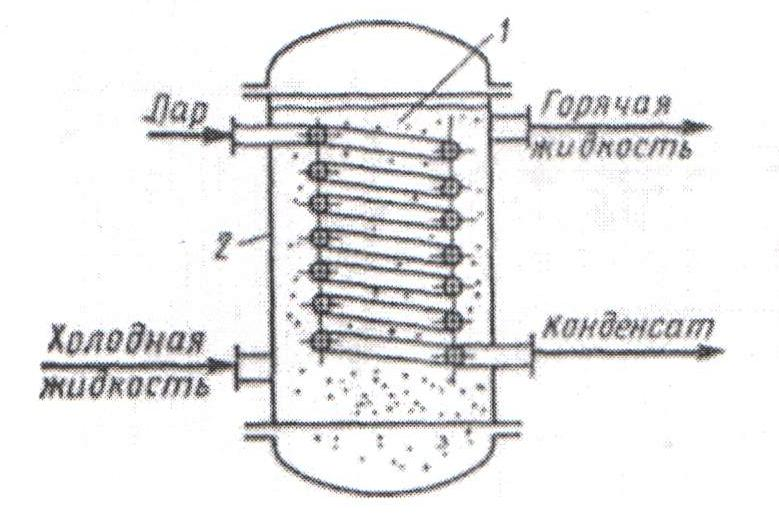 1
Пар
Горячая
жидкость
2
Холодная
жидкость
Конденсат